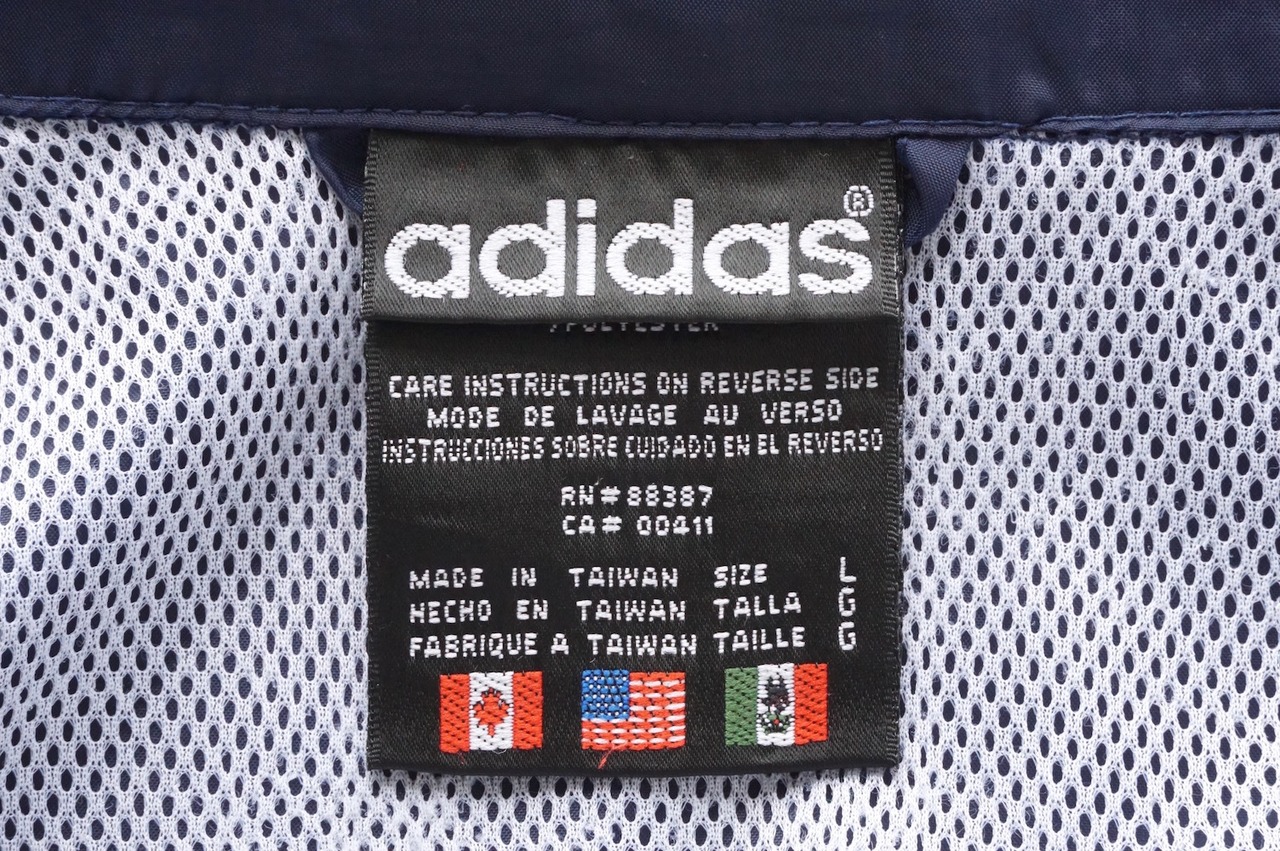 adidas®
POLYESTER
CARE INSTRUCTIONS ON REVERSE SIDE
MODE DE LAVAGE AU VERSO
INSTRUCCIONES SOBRE CUIDADO EN EL REVERSO
RN# 88387
CA# 00411
MADE IN TAIWAN SIZE L
HECHO EN TAIWAN TALLA G
FABRIQUE A TAIWAN TAILLE G